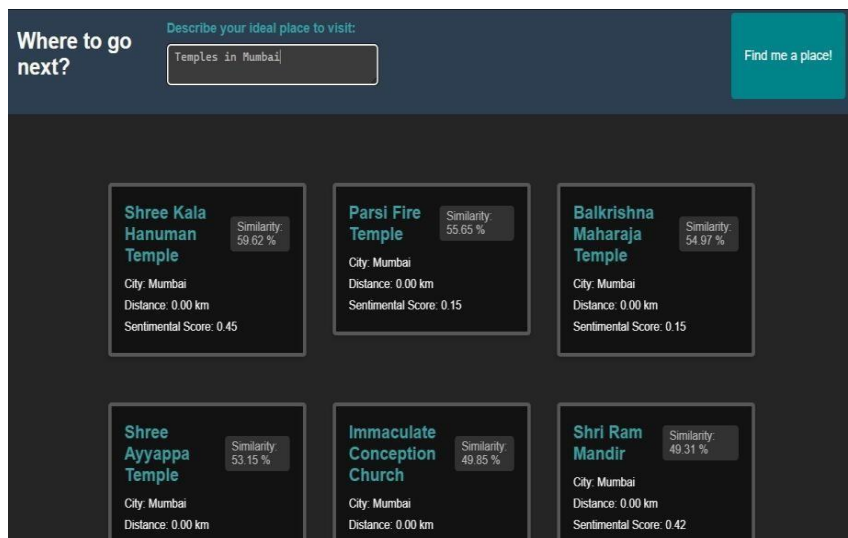 Where to go
next?
Describe your ideal place to visit:
Temples in Mumbai
Find me a place!
Shree Kala
Hanuman
Temple
Similarity:
59.62 %
City: Mumbai
Distance: 0.00 km
Sentimental Score: 0.45
Parsi Fire
Temple
Similarity:
55.65 %
City: Mumbai
Distance: 0.00 km
Sentimental Score: 0.15
Balkrishna
Maharaja
Temple
Similarity:
54.97 %
City: Mumbai
Distance: 0.00 km
Sentimental Score: 0.15
Shree
Ayyappa
Temple
Similarity:
53.15 %
City: Mumbai
Distance: 0.00 km
Immaculate
Conception
Church
Similarity:
49.85 %
City: Mumbai
Distance: 0.00 km
Shri Ram
Mandir
Similarity:
49.31 %
City: Mumbai
Distance: 0.00 km
Sentimental Score: 0.42